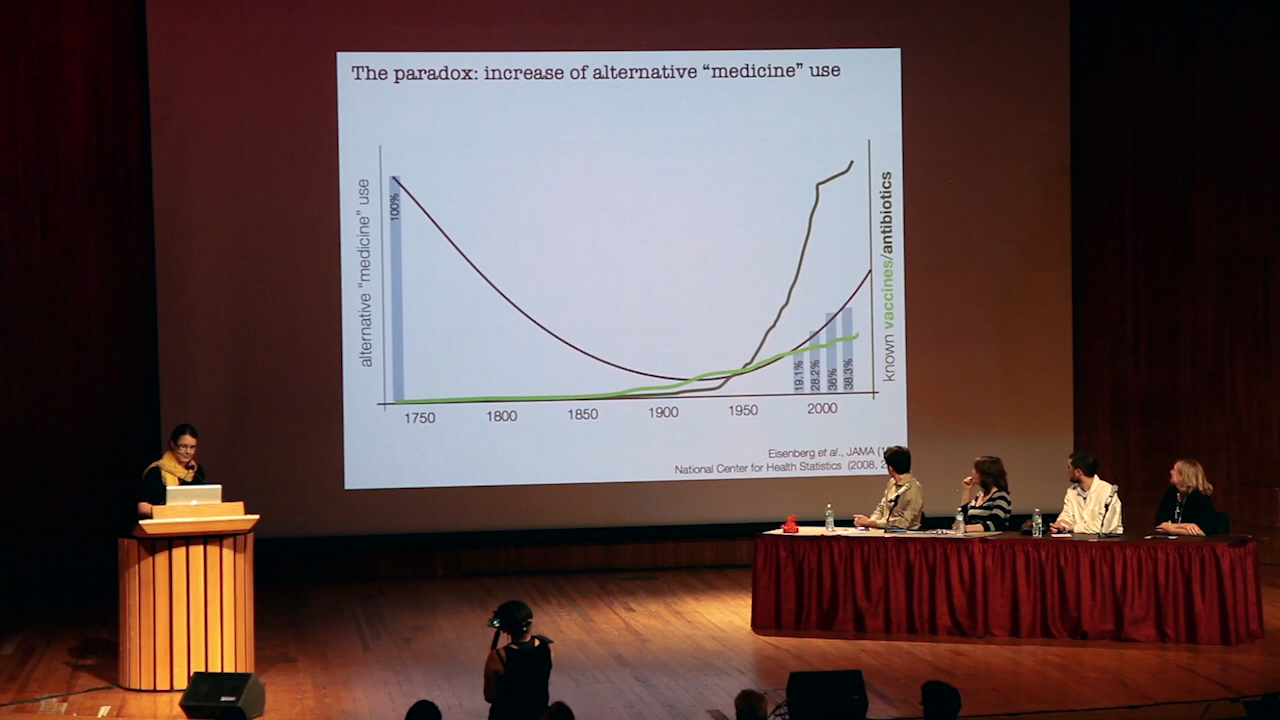 The paradox: increase of alternative “medicine” use
alternative “medicine” use
100%
19.1%
28.2%
36%
38.3%
known vaccines/antibiotics
1750 1800 1850 1900 1950 2000
Eisenberg et al., JAMA
National Center for Health Statistics (2008,